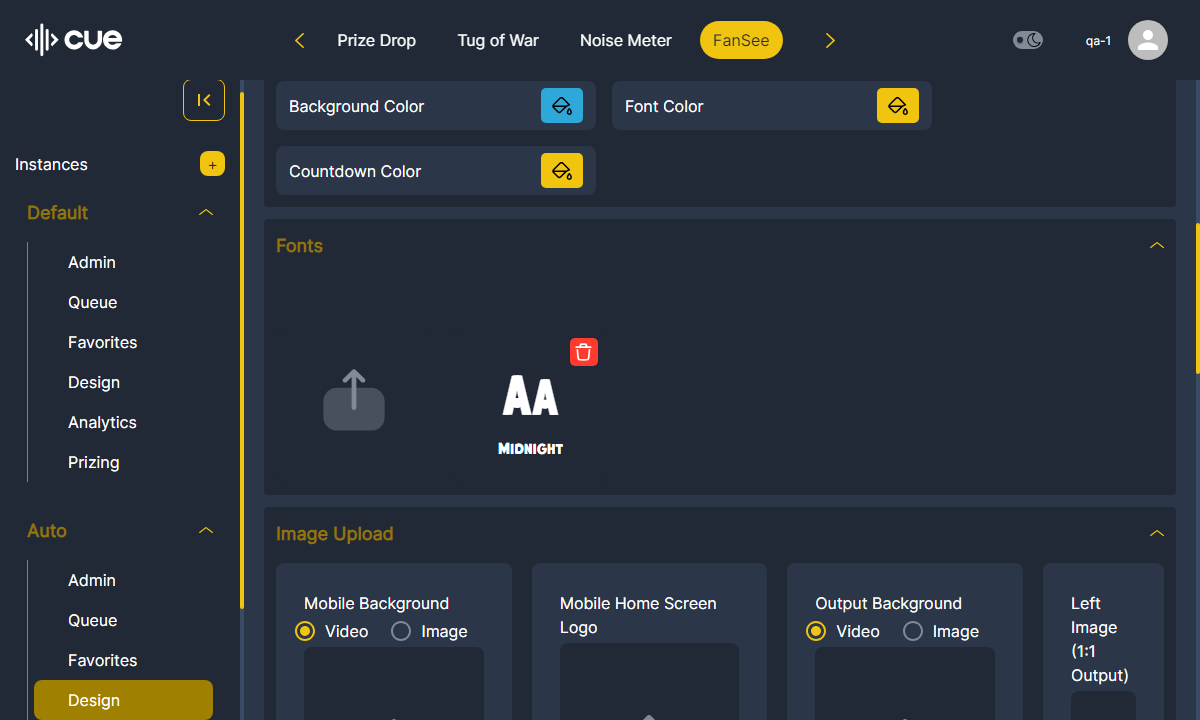 cue
Prize Drop
Tug of War
Noise Meter
FanSee
qa-1
Instances
+
Default
Admin
Queue
Favorites
Design
Analytics
Prizing
Auto
Admin
Queue
Favorites
Design
Background Color
Font Color
Countdown Color
Fonts
AA
MIDNIGHT
Image Upload
Mobile Background
Video
Image
Mobile Home Screen
Logo
Output Background
Video
Image
Left
Image
(1:1
Output)